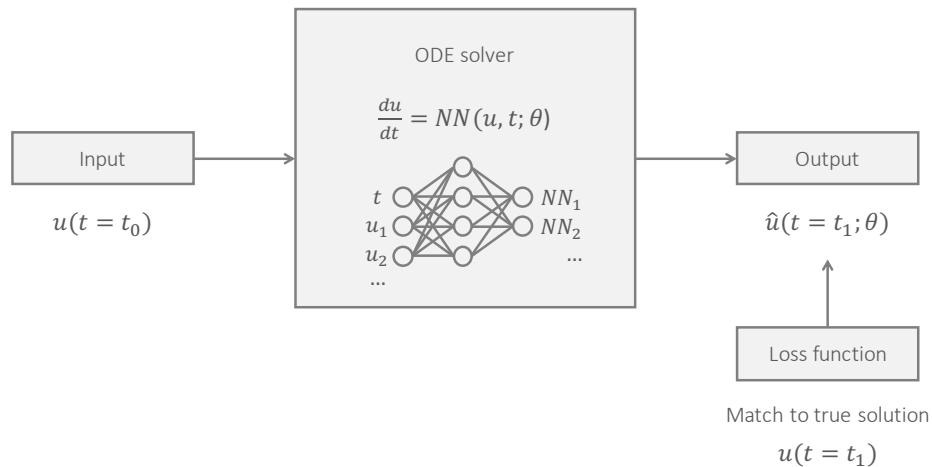 ODE solver
du/dt = NN(u, t; θ)
Input
Output
u(t = t₀)
t
u₁
u₂
...
NN₁
NN₂
...
û(t = t₁; θ)
Loss function
Match to true solution
u(t = t₁)